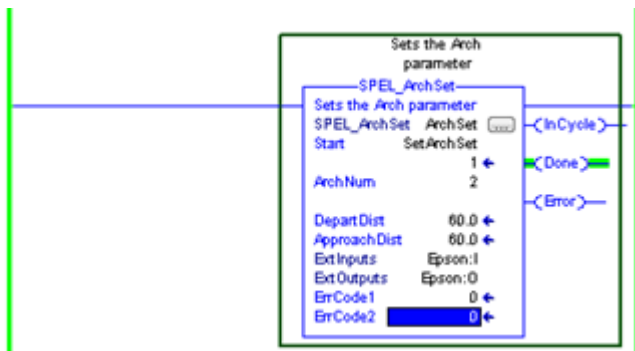 Sets the Arch
parameter
SPEL_ArchSet
Sets the Arch parameter
SPEL_ArchSet ArchSet ...
InCycle
Start SetArchSet
1
Done
ArchNum 2
Error
DepartDist 60.0
ApproachDist 60.0
ExtInputs Epson:I
ExtOutputs Epson:O
ErrCode1 0
ErrCode2 0